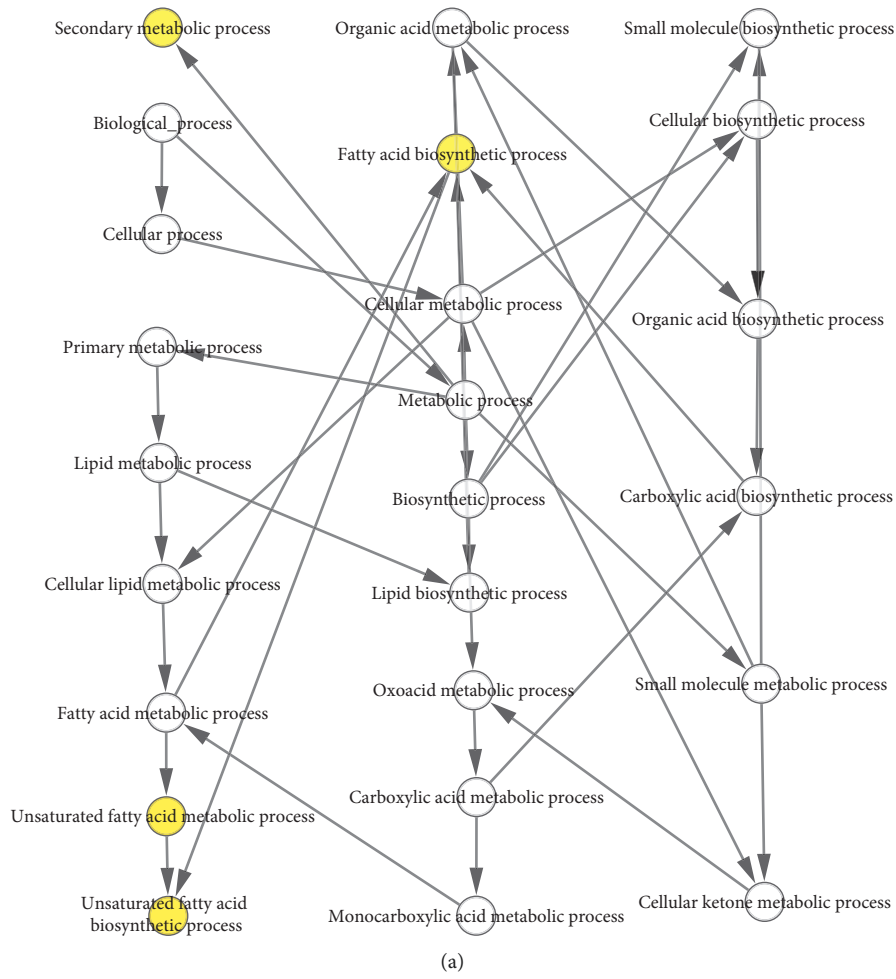 Secondary metabolic process
Organic acid metabolic process
Small molecule biosynthetic process
Biological_process
Cellular biosynthetic process
Fatty acid biosynthetic process
Cellular process
Cellular metabolic process
Organic acid biosynthetic process
Primary metabolic process
Metabolic process
Lipid metabolic process
Biosynthetic process
Carboxylic acid biosynthetic process
Cellular lipid metabolic process
Lipid biosynthetic process
Fatty acid metabolic process
Oxoacid metabolic process
Small molecule metabolic process
Unsaturated fatty acid metabolic process
Carboxylic acid metabolic process
Unsaturated fatty acid
biosynthetic process
Monocarboxylic acid metabolic process
Cellular ketone metabolic process
(a)